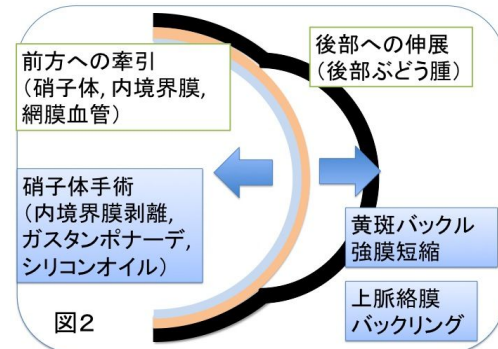 前方への牽引
(硝子体, 内境界膜,
網膜血管)
後部への伸展
(後部ぶどう腫)
硝子体手術
(内境界膜剥離,
ガスタンポナーデ,
シリコンオイル)
黄斑バックル
強膜短縮
上脈絡膜
バックリング
図2